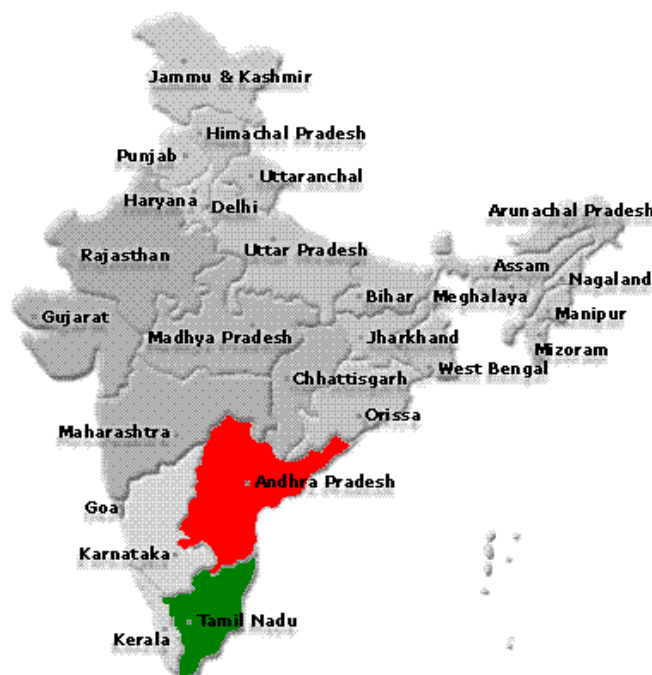 Jammu & Kashmir
Himachal Pradesh
Punjab
Uttaranchal
Haryana
Delhi
Arunachal Pradesh
Rajasthan
Uttar Pradesh
Assam
Nagaland
Bihar
Meghalaya
Gujarat
Manipur
Madhya Pradesh
Jharkhand
Mizoram
West Bengal
Chhattisgarh
Orissa
Maharashtra
Andhra Pradesh
Goa
Karnataka
Tamil Nadu
Kerala